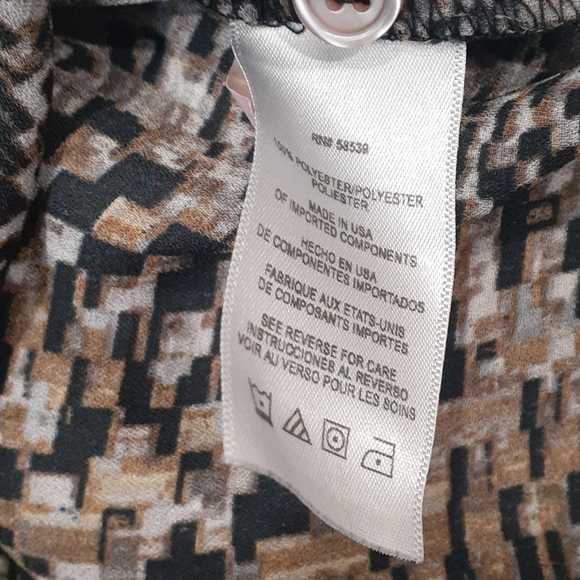 RN# 58539
100% POLYESTER/POLYESTER
POLIESTER
MADE IN USA
OF IMPORTED COMPONENTS
HECHO EN USA
DE COMPONENTES IMPORTADOS
FABRIQUE AUX ETATS-UNIS
DE COMPOSANTS IMPORTES
SEE REVERSE FOR CARE
INSTRUCCIONES AL REVERSO
VOIR AU VERSO POUR LES SOINS